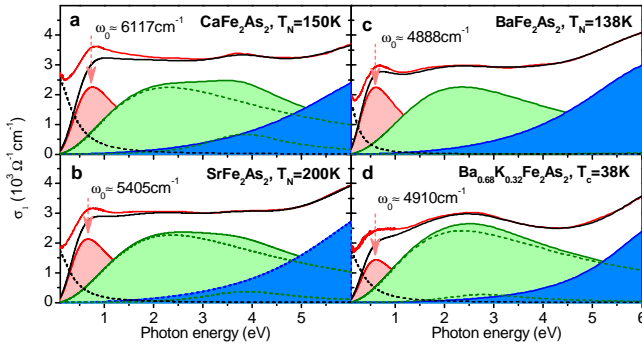 a ω₀≈ 6117cm⁻¹ CaFe₂As₂, T_N=150K
c ω₀≈ 4888cm⁻¹ BaFe₂As₂, T_N=138K
b ω₀≈ 5405cm⁻¹ SrFe₂As₂, T_N=200K
d ω₀≈ 4910cm⁻¹ Ba₀.₆₈K₀.₃₂Fe₂As₂, T_c=38K
σ₁ (10³ Ω⁻¹ cm⁻¹)
4
3
2
1
0
4
3
2
1
0
1 2 3 4 5 0 1 2 3 4 5 6
Photon energy (eV) Photon energy (eV)